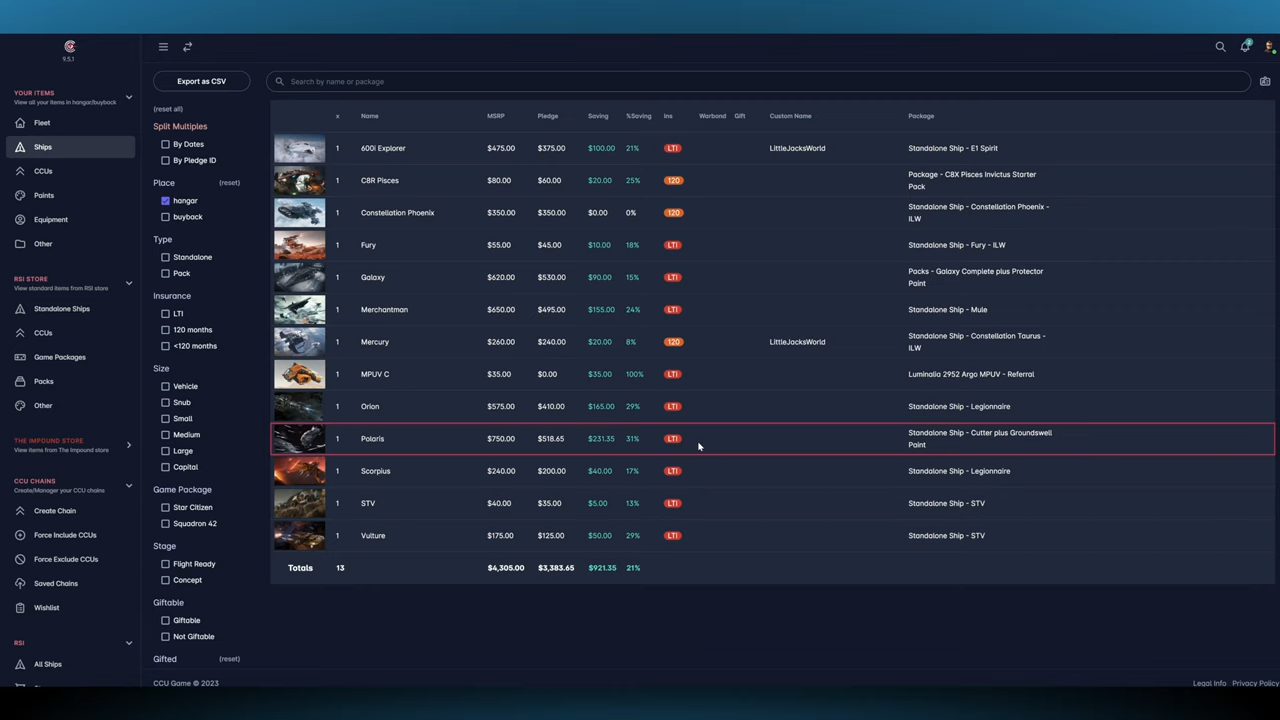 9.5.1
YOUR ITEMS
View all your items in hangar/buyback
Fleet
Ships
CCUs
Paints
Equipment
Other
RSI STORE
View standard items from RSI store
Standalone Ships
CCUs
Game Packages
Packs
Other
THE IMPOUND STORE
View items from The Impound store
CCU CHAINS
Create/Manager your CCU chains
Create Chain
Force Include CCUs
Force Exclude CCUs
Saved Chains
Wishlist
RSI
All Ships
Export as CSV
(reset all)
Split Multiples
By Dates
By Pledge ID
Place (reset)
hangar
buyback
Type
Standalone
Pack
Insurance
LTI
120 months
<120 months
Size
Vehicle
Snub
Small
Medium
Large
Capital
Game Package
Star Citizen
Squadron 42
Stage
Flight Ready
Concept
Giftable
Giftable
Not Giftable
Gifted (reset)
Search by name or package
2
x Name MSRP Pledge Saving %Saving Ins Warbond Gift Custom Name Package
1 600i Explorer $475.00 $375.00 $100.00 21% LTI LittleJacksWorld Standalone Ship - E1 Spirit
1 C8R Pisces $80.00 $60.00 $20.00 25% 120 Package - C8X Pisces Invictus Starter
Pack
1 Constellation Phoenix $350.00 $350.00 $0.00 0% 120 Standalone Ship - Constellation Phoenix -
ILW
1 Fury $55.00 $45.00 $10.00 18% LTI Standalone Ship - Fury - ILW
1 Galaxy $620.00 $530.00 $90.00 15% LTI Packs - Galaxy Complete plus Protector
Paint
1 Merchantman $650.00 $495.00 $155.00 24% LTI Standalone Ship - Mule
1 Mercury $260.00 $240.00 $20.00 8% 120 LittleJacksWorld Standalone Ship - Constellation Taurus -
ILW
1 MPUV C $35.00 $0.00 $35.00 100% LTI Luminalia 2952 Argo MPUV - Referral
1 Orion $575.00 $410.00 $165.00 29% LTI Standalone Ship - Legionnaire
1 Polaris $750.00 $518.65 $231.35 31% LTI Standalone Ship - Cutter plus Groundswell
Paint
1 Scorpius $240.00 $200.00 $40.00 17% LTI Standalone Ship - Legionnaire
1 STV $40.00 $35.00 $5.00 13% LTI Standalone Ship - STV
1 Vulture $175.00 $125.00 $50.00 29% LTI Standalone Ship - STV
Totals 13 $4,305.00 $3,383.65 $921.35 21%
CCU Game © 2023
Legal Info Privacy Policy